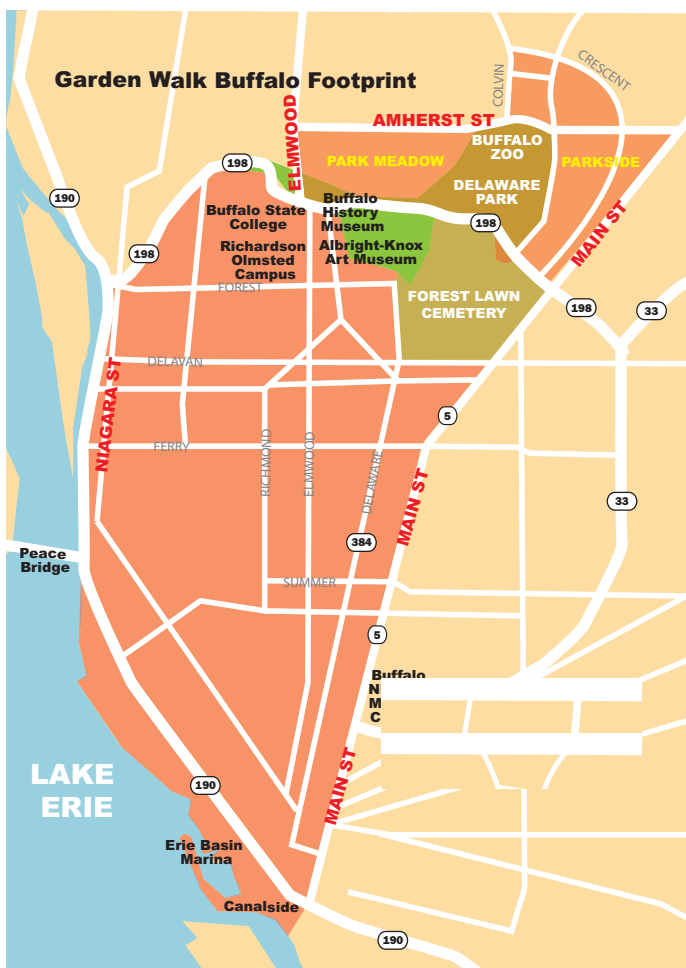 COLVIN
CRESCENT
Garden Walk Buffalo Footprint
ELMWOOD
AMHERST ST
BUFFALO
ZOO
PARK MEADOW
PARKSIDE
198
DELAWARE
PARK
190
Buffalo State
College
Buffalo
History
Museum
198
MAIN ST
198
Richardson
Olmsted
Campus
Albright-Knox
Art Museum
FOREST
FOREST LAWN
CEMETERY
198
33
DELAVAN
NIAGARA ST
5
FERRY
RICHMOND
ELMWOOD
DELAWARE
MAIN ST
33
384
Peace
Bridge
SUMMER
5
Buffalo
N
M
C
LAKE
ERIE
190
MAIN ST
Erie Basin
Marina
Canalside
190